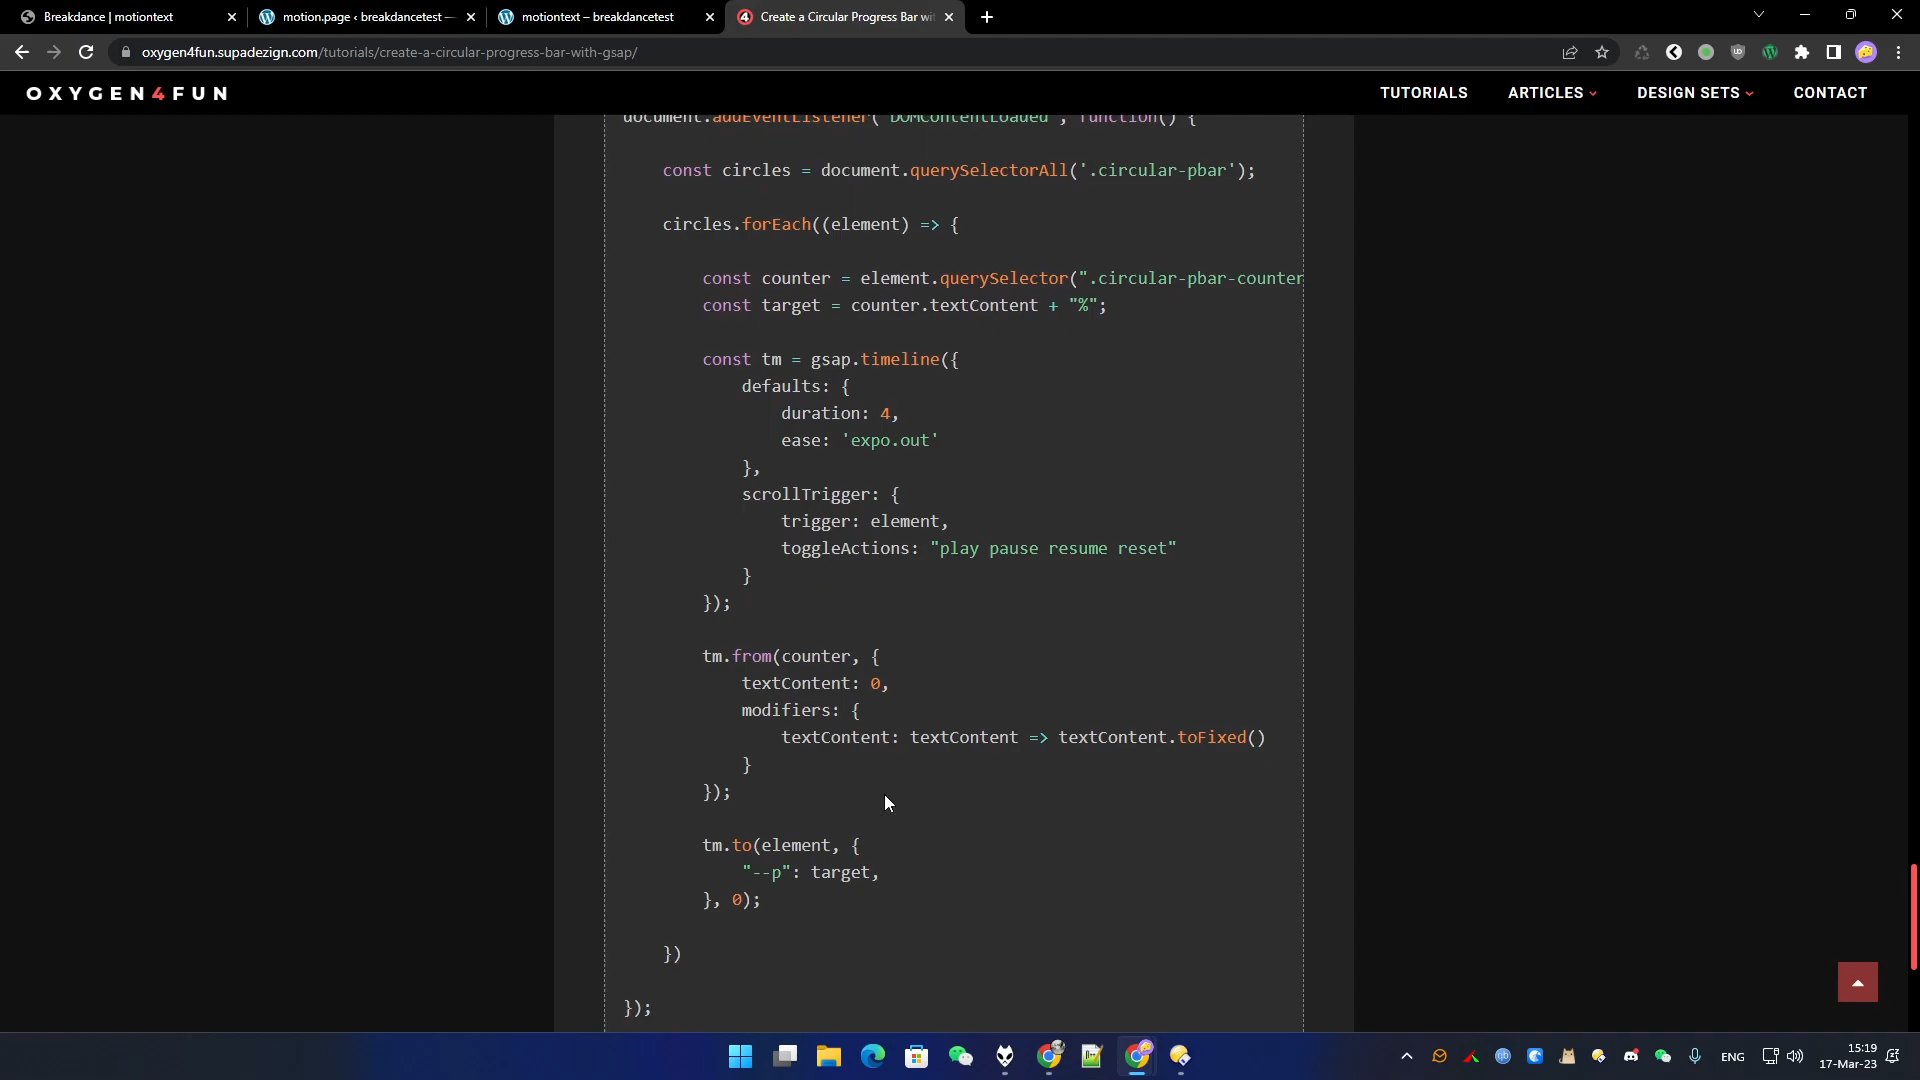 Breakdance | motiontext
motion.page ‹ breakdancetest —
motiontext – breakdancetest
Create a Circular Progress Bar wi
oxygen4fun.supadezign.com/tutorials/create-a-circular-progress-bar-with-gsap/
OXYGEN4FUN
TUTORIALS
ARTICLES
DESIGN SETS
CONTACT
document.addEventListener("DOMContentLoaded", function() {
const circles = document.querySelectorAll('.circular-pbar');
circles.forEach((element) => {
const counter = element.querySelector(".circular-pbar-counter
const target = counter.textContent + "%";
const tm = gsap.timeline({
defaults: {
duration: 4,
ease: 'expo.out'
},
scrollTrigger: {
trigger: element,
toggleActions: "play pause resume reset"
}
});
tm.from(counter, {
textContent: 0,
modifiers: {
textContent: textContent => textContent.toFixed()
}
});
tm.to(element, {
"--p": target,
}, 0);
})
});
ENG
15:19
17-Mar-23